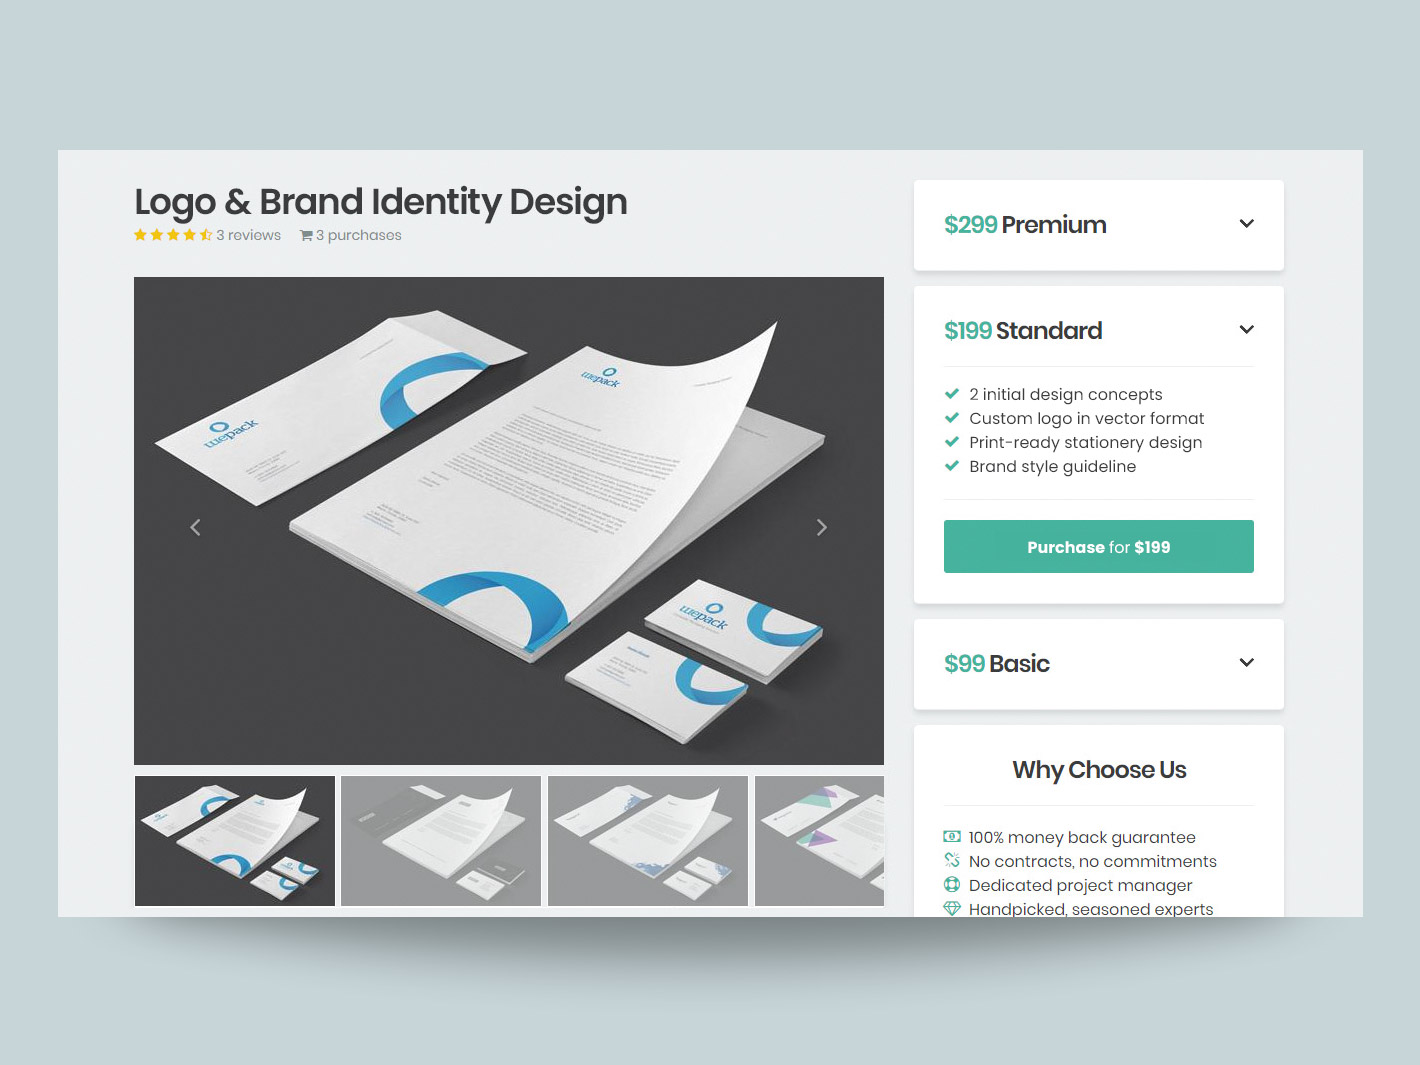 Logo & Brand Identity Design
3 reviews 3 purchases
wepack
wepack
wepack
$299 Premium
$199 Standard
2 initial design concepts
Custom logo in vector format
Print-ready stationery design
Brand style guideline
Purchase for $199
$99 Basic
Why Choose Us
100% money back guarantee
No contracts, no commitments
Dedicated project manager
Handpicked, seasoned experts